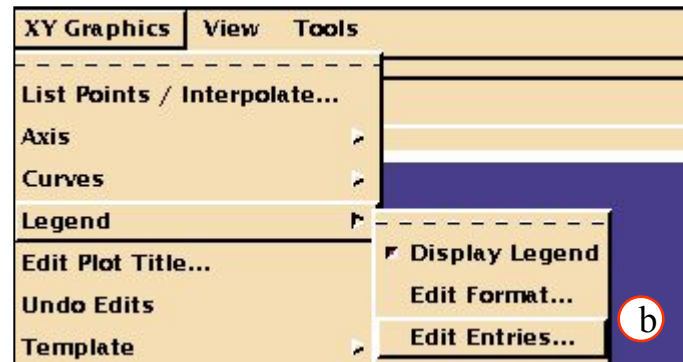 XY Graphics View Tools
List Points / Interpolate...
Axis
Curves
Legend
Edit Plot Title...
Undo Edits
Template
Display Legend
Edit Format...
Edit Entries...
b